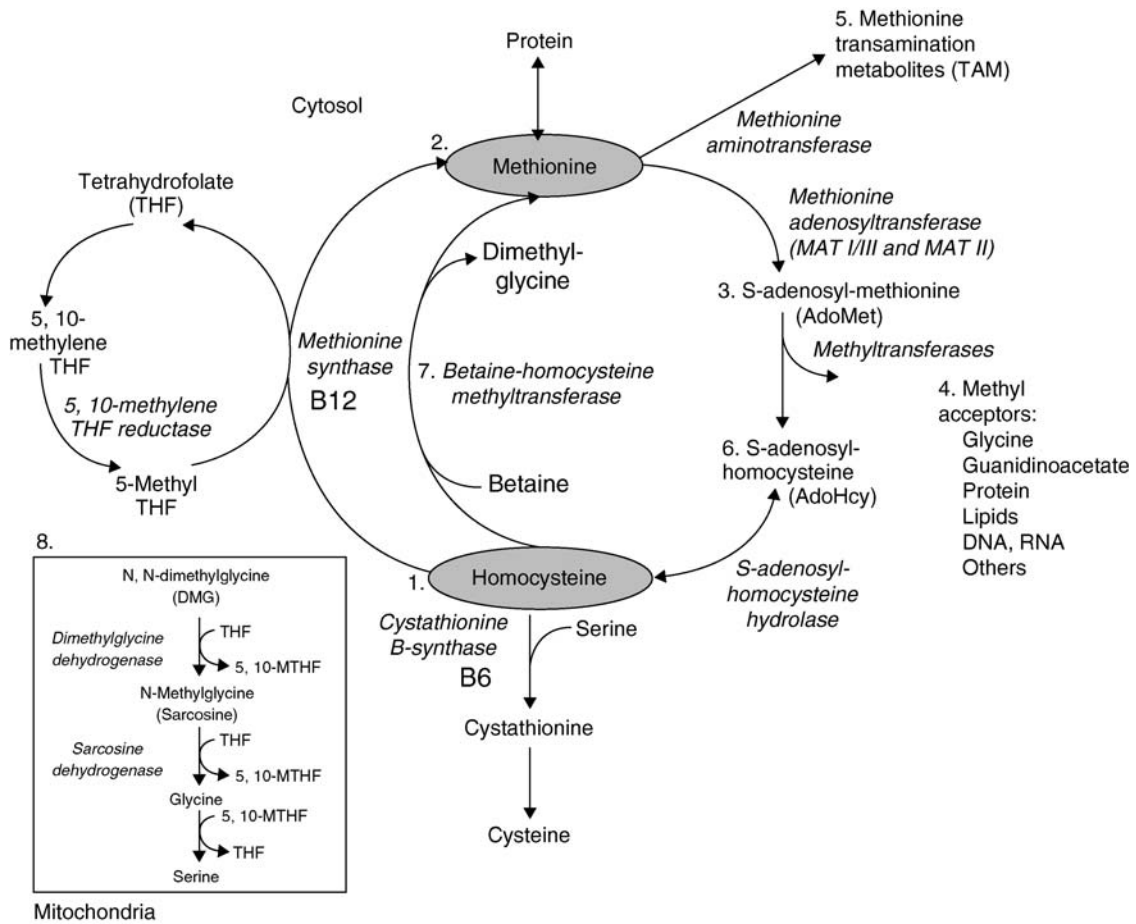 5. Methionine
transamination
metabolites (TAM)
Protein
Cytosol
Methionine
aminotransferase
2.
Methionine
Tetrahydrofolate
(THF)
Methionine
adenosyltransferase
(MAT I/III and MAT II)
Dimethyl-
glycine
3. S-adenosyl-methionine
(AdoMet)
5, 10-
methylene
THF
Methionine
synthase
B12
Methyltransferases
7. Betaine-homocysteine
methyltransferase
4. Methyl
acceptors:
Glycine
Guanidinoacetate
Protein
Lipids
DNA, RNA
Others
5, 10-methylene
THF reductase
6. S-adenosyl-
homocysteine
(AdoHcy)
5-Methyl
THF
Betaine
1.
Homocysteine
S-adenosyl-
homocysteine
hydrolase
Cystathionine
B-synthase
B6
Serine
Cystathionine
Cysteine
8.
N, N-dimethylglycine
(DMG)
Dimethylglycine
dehydrogenase
THF
5, 10-MTHF
N-Methylglycine
(Sarcosine)
Sarcosine
dehydrogenase
THF
5, 10-MTHF
Glycine
5, 10-MTHF
THF
Serine
Mitochondria